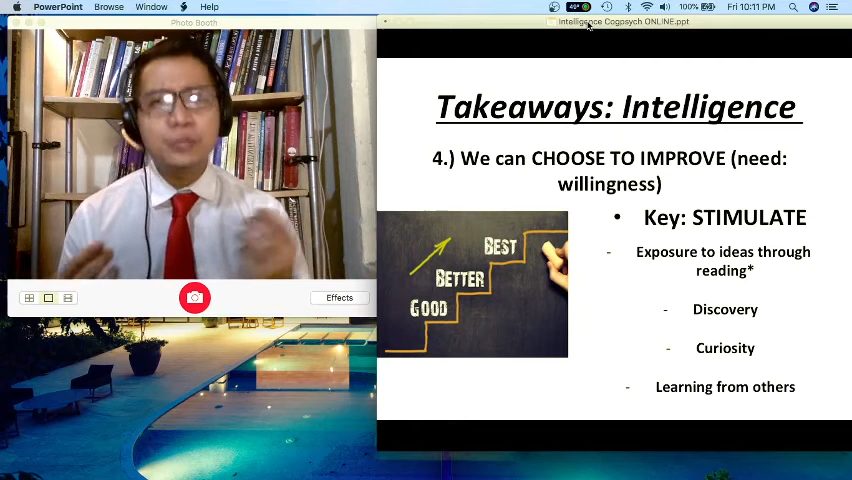 PowerPoint Browse Window Help
49° 100% Fri 10:11 PM
Photo Booth
Intelligence Cogpsych ONLINE.ppt
Takeaways: Intelligence
4.) We can CHOOSE TO IMPROVE (need:
willingness)
• Key: STIMULATE
- Exposure to ideas through
reading*
- Discovery
- Curiosity
- Learning from others
BEST
BETTER
GOOD
Effects